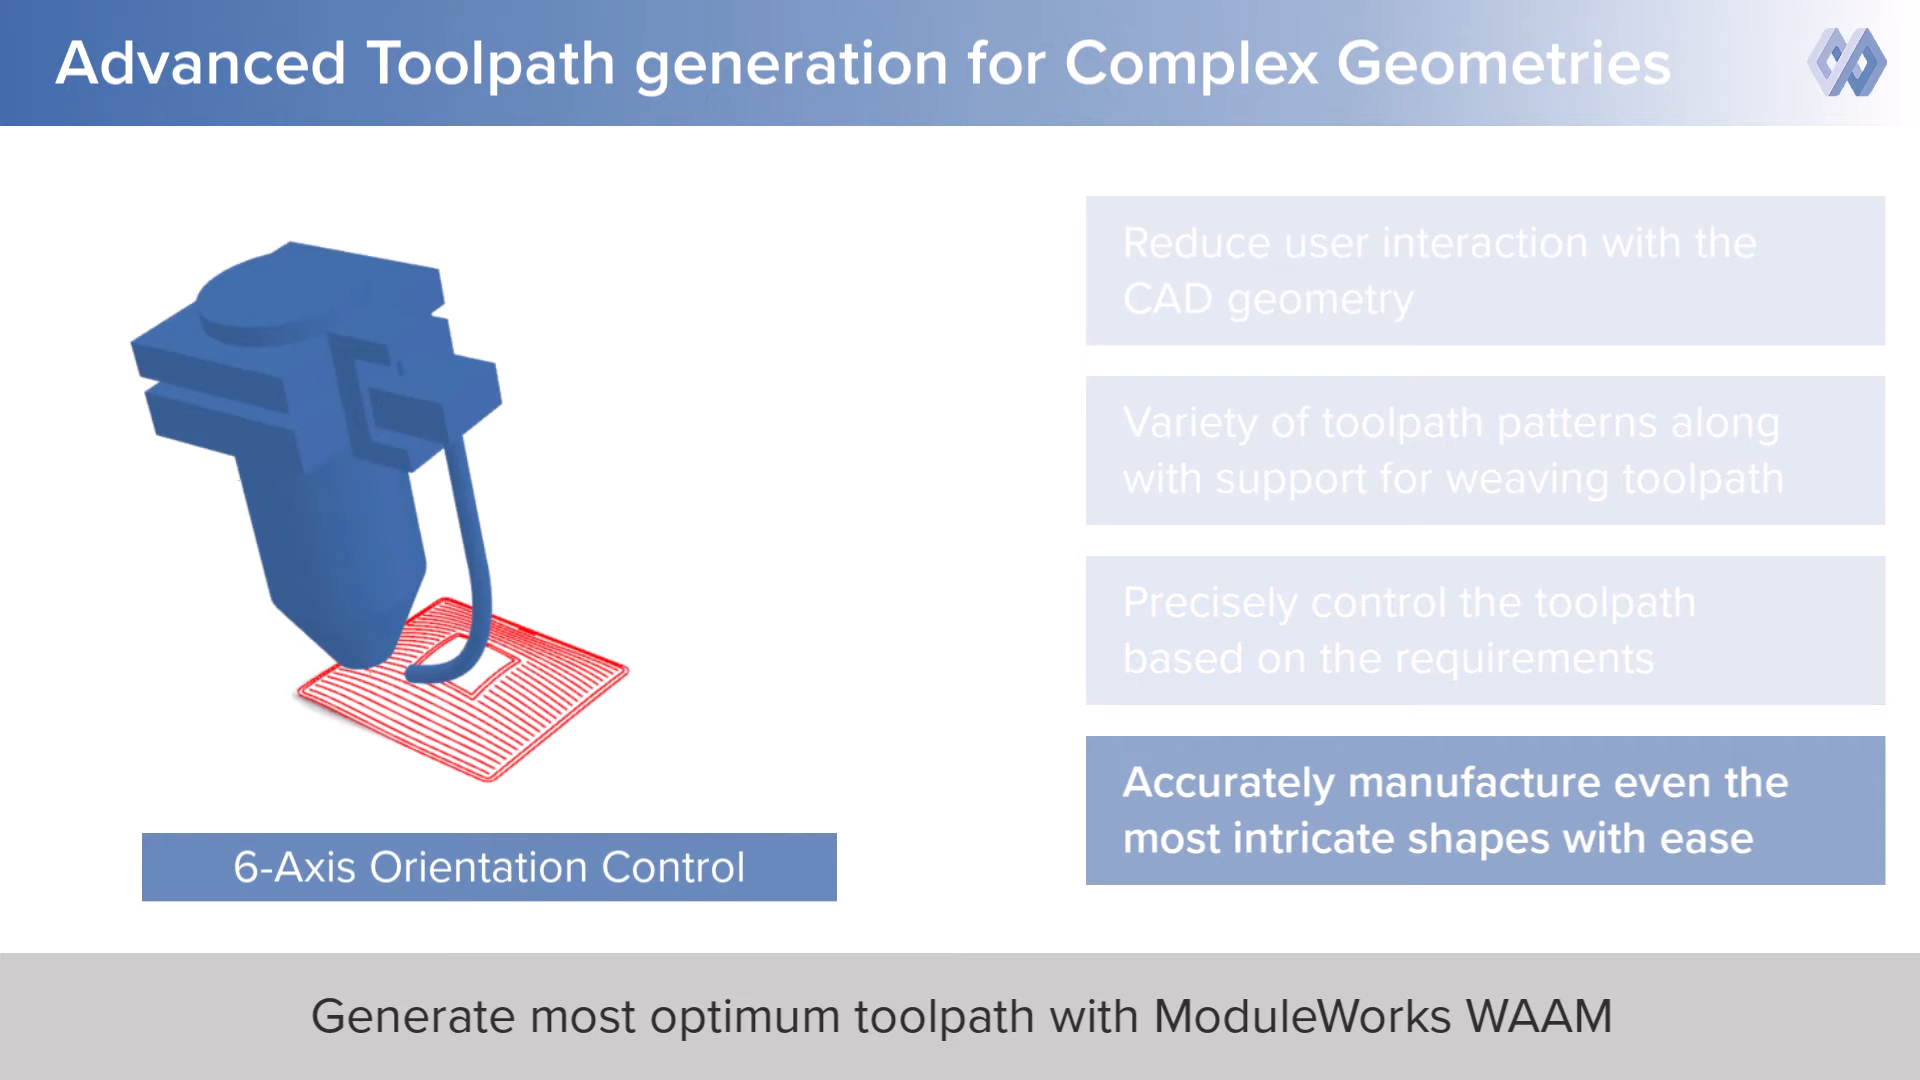 Advanced Toolpath generation for Complex Geometries
Reduce user interaction with the
CAD geometry
Variety of toolpath patterns along
with support for weaving toolpath
Precisely control the toolpath
based on the requirements
Accurately manufacture even the
most intricate shapes with ease
6-Axis Orientation Control
Generate most optimum toolpath with ModuleWorks WAAM